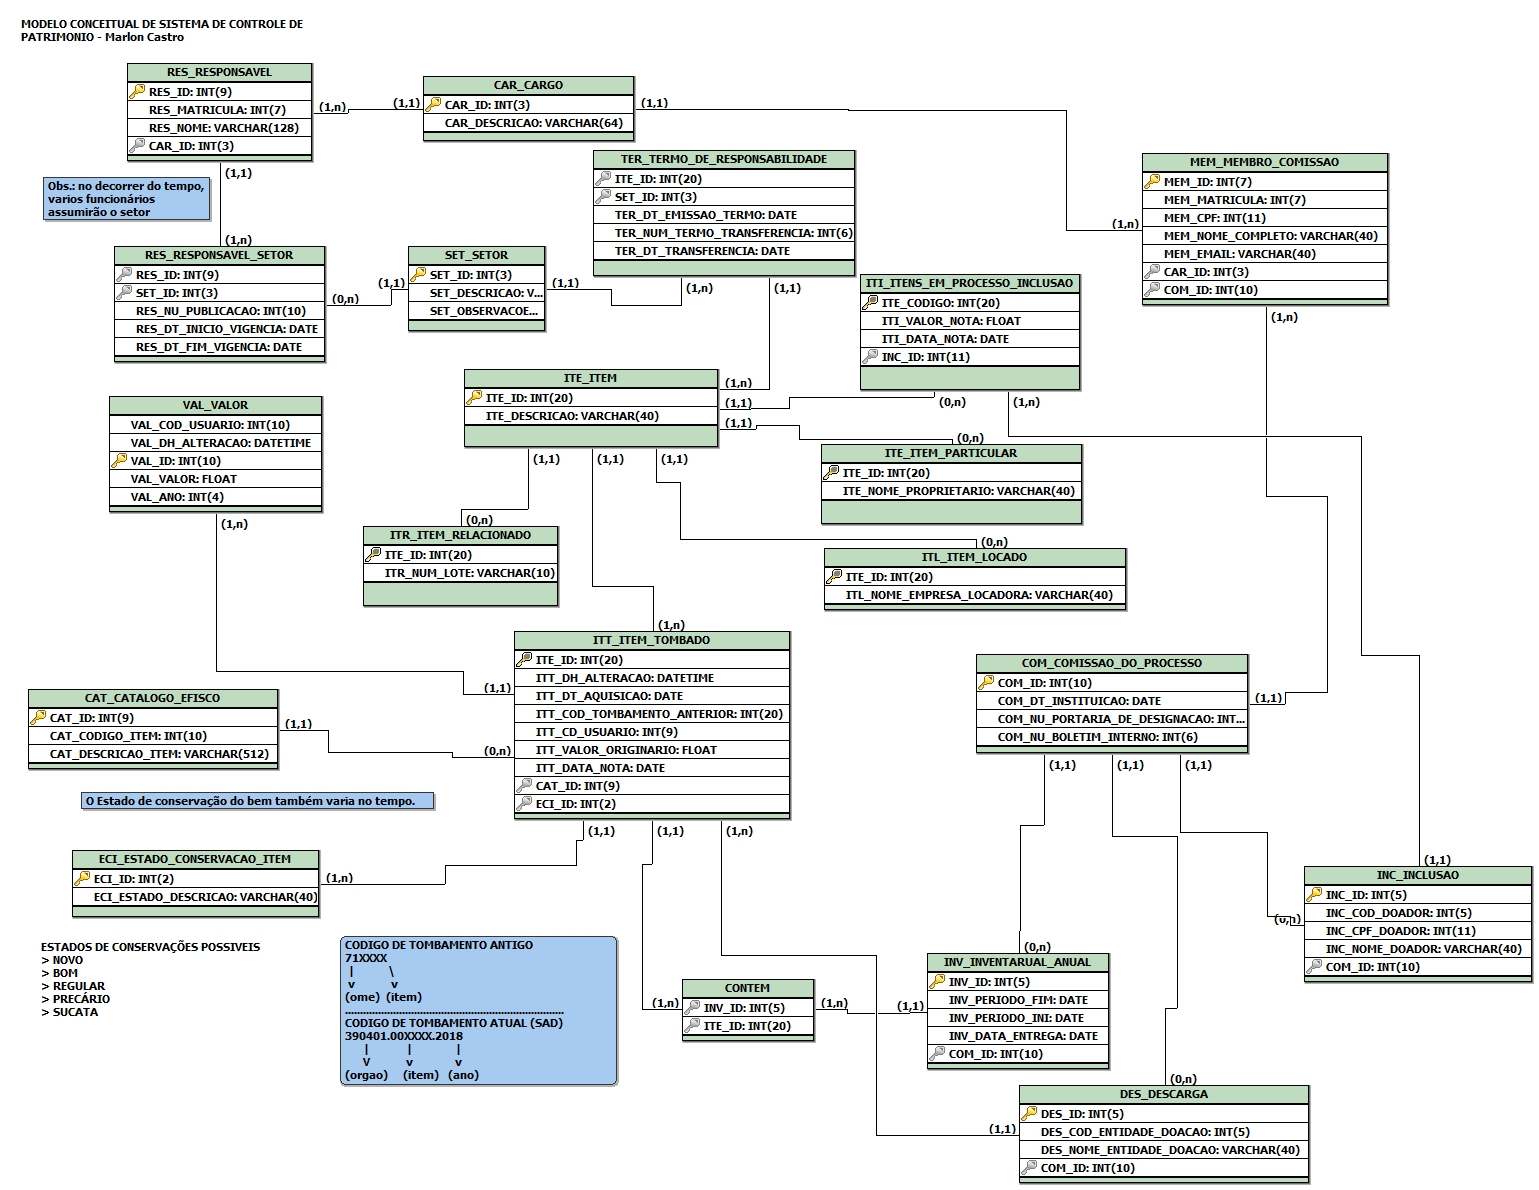 MODELO CONCEITUAL DE SISTEMA DE CONTROLE DE
PATRIMONIO - Marlon Castro
RES_RESPONSAVEL
RES_ID: INT(9)
RES_MATRICULA: INT(7)
RES_NOME: VARCHAR(128)
CAR_ID: INT(3)
(1,n)
(1,1)
CAR_CARGO
CAR_ID: INT(3)
CAR_DESCRICAO: VARCHAR(64)
(1,1)
(1,1)
Obs.: no decorrer do tempo,
varios funcionários
assumirão o setor
(1,n)
TER_TERMO_DE_RESPONSABILIDADE
ITE_ID: INT(20)
SET_ID: INT(3)
TER_DT_EMISSAO_TERMO: DATE
TER_NUM_TERMO_TRANSFERENCIA: INT(6)
TER_DT_TRANSFERENCIA: DATE
(1,n)
(1,1)
MEM_MEMBRO_COMISSAO
MEM_ID: INT(7)
MEM_MATRICULA: INT(7)
MEM_CPF: INT(11)
MEM_NOME_COMPLETO: VARCHAR(40)
MEM_EMAIL: VARCHAR(40)
CAR_ID: INT(3)
COM_ID: INT(10)
(1,n)
(1,n)
RES_RESPONSAVEL_SETOR
RES_ID: INT(9)
SET_ID: INT(3)
RES_NU_PUBLICACAO: INT(10)
RES_DT_INICIO_VIGENCIA: DATE
RES_DT_FIM_VIGENCIA: DATE
(0,n)
(1,1)
SET_SETOR
SET_ID: INT(3)
SET_DESCRICAO: V...
SET_OBSERVACOE...
(1,1)
ITI_ITENS_EM_PROCESSO_INCLUSAO
ITE_CODIGO: INT(20)
ITI_VALOR_NOTA: FLOAT
ITI_DATA_NOTA: DATE
INC_ID: INT(11)
(0,n)
(1,n)
ITE_ITEM
ITE_ID: INT(20)
ITE_DESCRICAO: VARCHAR(40)
(1,n)
(1,1)
(1,1)
(1,1)
(1,1)
(1,1)
VAL_VALOR
VAL_COD_USUARIO: INT(10)
VAL_DH_ALTERACAO: DATETIME
VAL_ID: INT(10)
VAL_VALOR: FLOAT
VAL_ANO: INT(4)
(1,n)
(0,n)
ITE_ITEM_PARTICULAR
ITE_ID: INT(20)
ITE_NOME_PROPRIETARIO: VARCHAR(40)
(0,n)
ITR_ITEM_RELACIONADO
ITE_ID: INT(20)
ITR_NUM_LOTE: VARCHAR(10)
(0,n)
ITL_ITEM_LOCADO
ITE_ID: INT(20)
ITL_NOME_EMPRESA_LOCADORA: VARCHAR(40)
(1,n)
ITT_ITEM_TOMBADO
ITE_ID: INT(20)
ITT_DH_ALTERACAO: DATETIME
ITT_DT_AQUISICAO: DATE
ITT_COD_TOMBAMENTO_ANTERIOR: INT(20)
ITT_CD_USUARIO: INT(9)
ITT_VALOR_ORIGINARIO: FLOAT
ITT_DATA_NOTA: DATE
CAT_ID: INT(9)
ECI_ID: INT(2)
(1,1)
(0,n)
(1,1)
(1,1)
(1,n)
CAT_CATALOGO_EFISCO
CAT_ID: INT(9)
CAT_CODIGO_ITEM: INT(10)
CAT_DESCRICAO_ITEM: VARCHAR(512)
(1,1)
COM_COMISSAO_DO_PROCESSO
COM_ID: INT(10)
COM_DT_INSTITUICAO: DATE
COM_NU_PORTARIA_DE_DESIGNACAO: INT...
COM_NU_BOLETIM_INTERNO: INT(6)
(1,1)
(1,1)
(1,1)
(1,1)
O Estado de conservação do bem também varia no tempo.
ECI_ESTADO_CONSERVACAO_ITEM
ECI_ID: INT(2)
ECI_ESTADO_DESCRICAO: VARCHAR(40)
(1,n)
(1,1)
INC_INCLUSAO
INC_ID: INT(5)
INC_COD_DOADOR: INT(5)
INC_CPF_DOADOR: INT(11)
INC_NOME_DOADOR: VARCHAR(40)
COM_ID: INT(10)
(0,n)
ESTADOS DE CONSERVAÇÕES POSSIVEIS
> NOVO
> BOM
> REGULAR
> PRECÁRIO
> SUCATA
CODIGO DE TOMBAMENTO ANTIGO
71XXXX
| \
v v
(ome) (item)
..........................................................................
CODIGO DE TOMBAMENTO ATUAL (SAD)
390401.00XXXX.2018
| | |
V v v
(orgao) (item) (ano)
(1,n)
CONTEM
INV_ID: INT(5)
ITE_ID: INT(20)
(1,n)
(1,1)
(0,n)
INV_INVENTARUAL_ANUAL
INV_ID: INT(5)
INV_PERIODO_FIM: DATE
INV_PERIODO_INI: DATE
INV_DATA_ENTREGA: DATE
COM_ID: INT(10)
(0,n)
(1,1)
DES_DESCARGA
DES_ID: INT(5)
DES_COD_ENTIDADE_DOACAO: INT(5)
DES_NOME_ENTIDADE_DOACAO: VARCHAR(40)
COM_ID: INT(10)